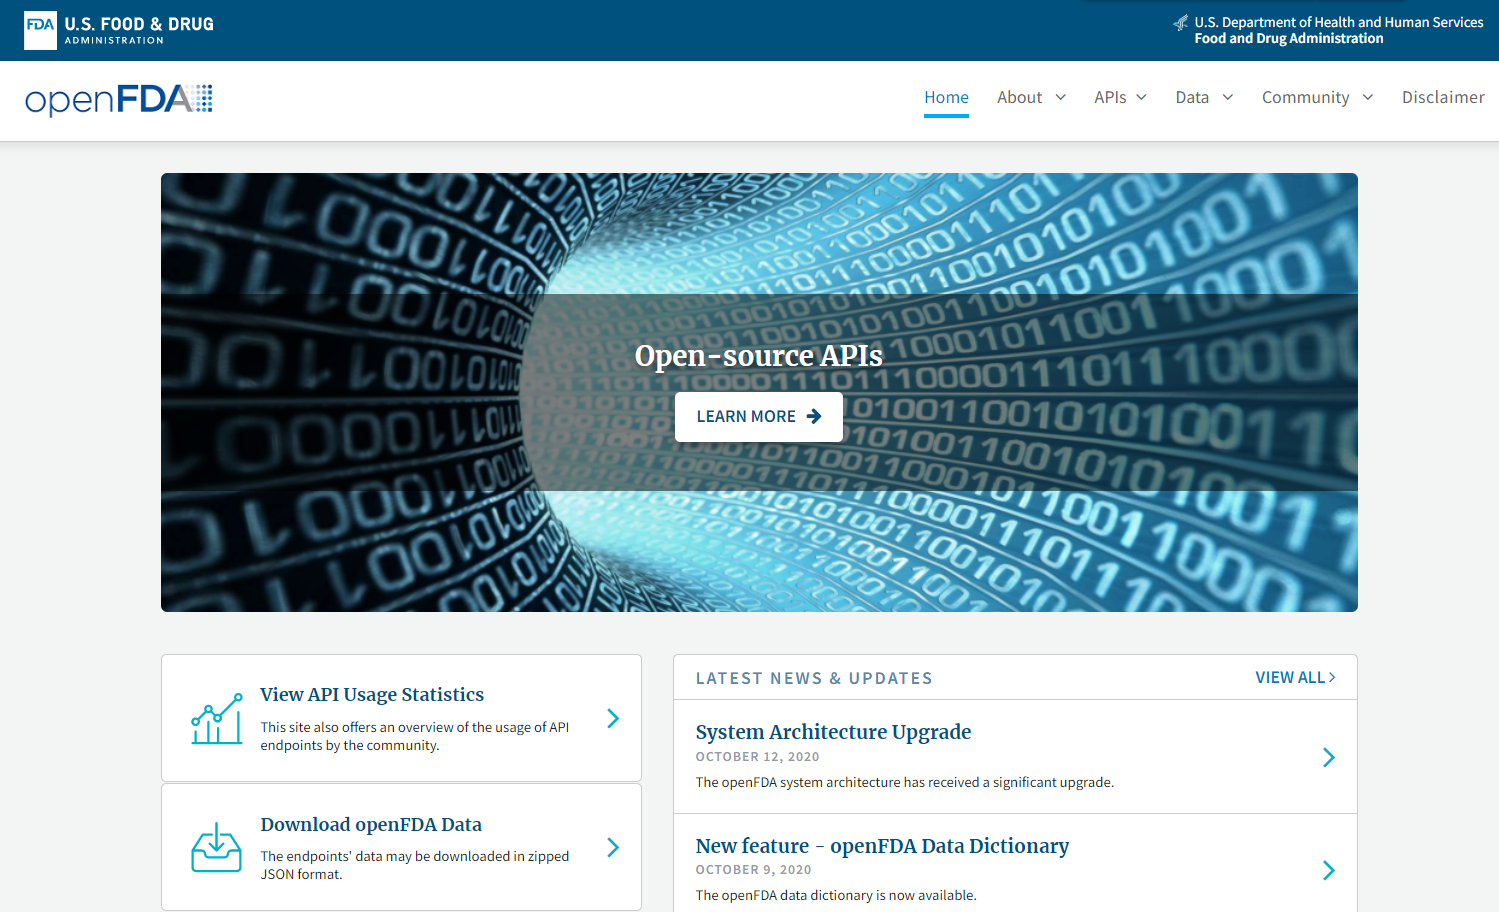 FDA U.S. FOOD & DRUG
ADMINISTRATION
U.S. Department of Health and Human Services
Food and Drug Administration
openFDA
Home About APIs Data Community Disclaimer
Open-source APIs
LEARN MORE
View API Usage Statistics
This site also offers an overview of the usage of API
endpoints by the community.
Download openFDA Data
The endpoints' data may be downloaded in zipped
JSON format.
LATEST NEWS & UPDATES
VIEW ALL
System Architecture Upgrade
OCTOBER 12, 2020
The openFDA system architecture has received a significant upgrade.
New feature - openFDA Data Dictionary
OCTOBER 9, 2020
The openFDA data dictionary is now available.